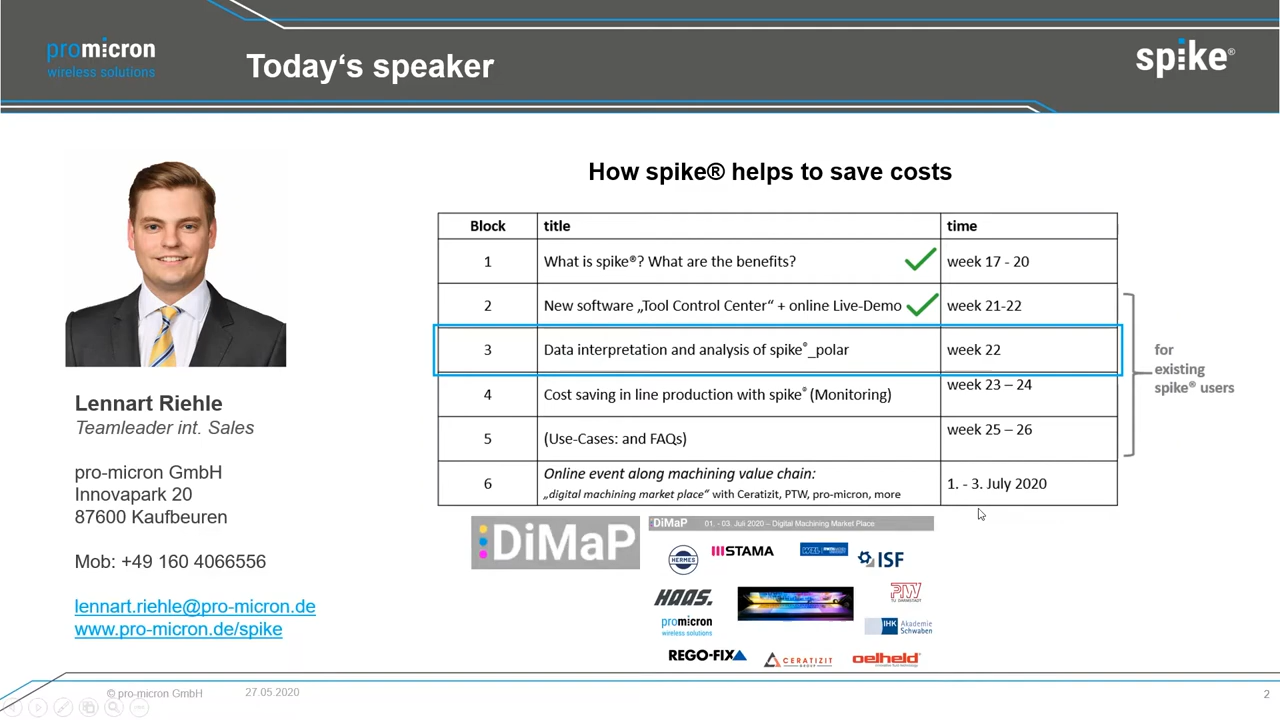 promicron
wireless solutions
Today‘s speaker
spike®
How spike® helps to save costs
Block title time
1 What is spike®? What are the benefits? week 17 - 20
2 New software „Tool Control Center“ + online Live-Demo week 21-22
3 Data interpretation and analysis of spike®_polar week 22
4 Cost saving in line production with spike® (Monitoring) week 23 – 24
5 (Use-Cases: and FAQs) week 25 – 26
6 Online event along machining value chain: 1. - 3. July 2020
„digital machining market place“ with Ceratizit, PTW, pro-micron, more
for
existing
spike® users
Lennart Riehle
Teamleader int. Sales
pro-micron GmbH
Innovapark 20
87600 Kaufbeuren
Mob: +49 160 4066556
lennart.riehle@pro-micron.de
www.pro-micron.de/spike
DiMaP
DiMaP 01. - 03. Juli 2020 – Digital Machining Market Place
HERMES
STAMA
ISF
HAAS.
PTW
TU DARMSTADT
promicron
wireless solutions
IHK Akademie
Schwaben
REGO-FIX
CERATIZIT
GROUP
oelheld
© pro-micron GmbH 27.05.2020 2